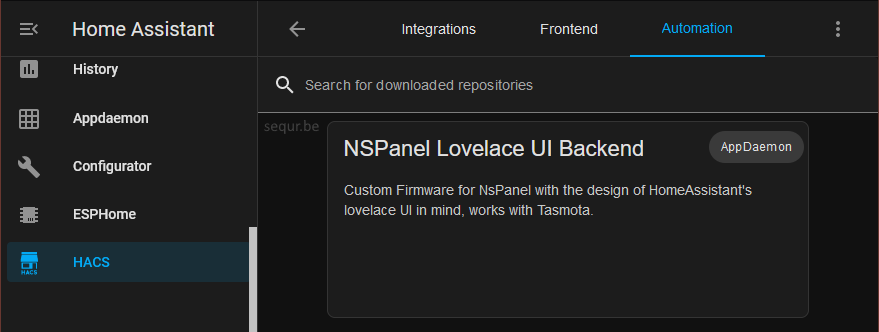 Home Assistant
History
Appdaemon
Configurator
ESPHome
HACS
HACS
Integrations
Frontend
Automation
Search for downloaded repositories
sequr.be
NSPanel Lovelace UI Backend
AppDaemon
Custom Firmware for NsPanel with the design of HomeAssistant's
lovelace UI in mind, works with Tasmota.